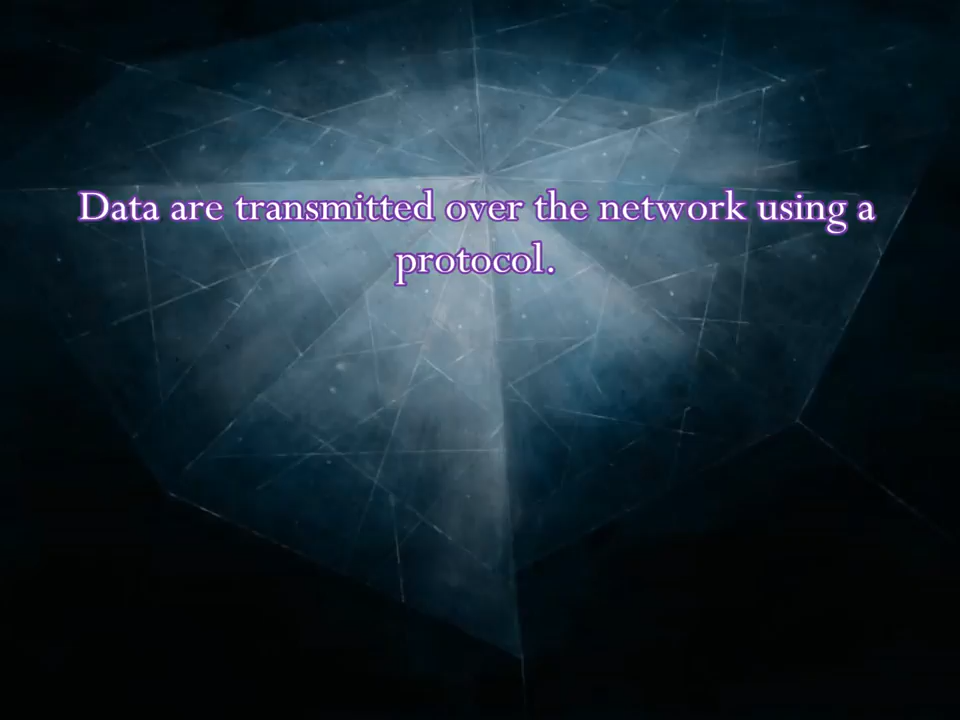 Data are transmitted over the network using a
protocol.